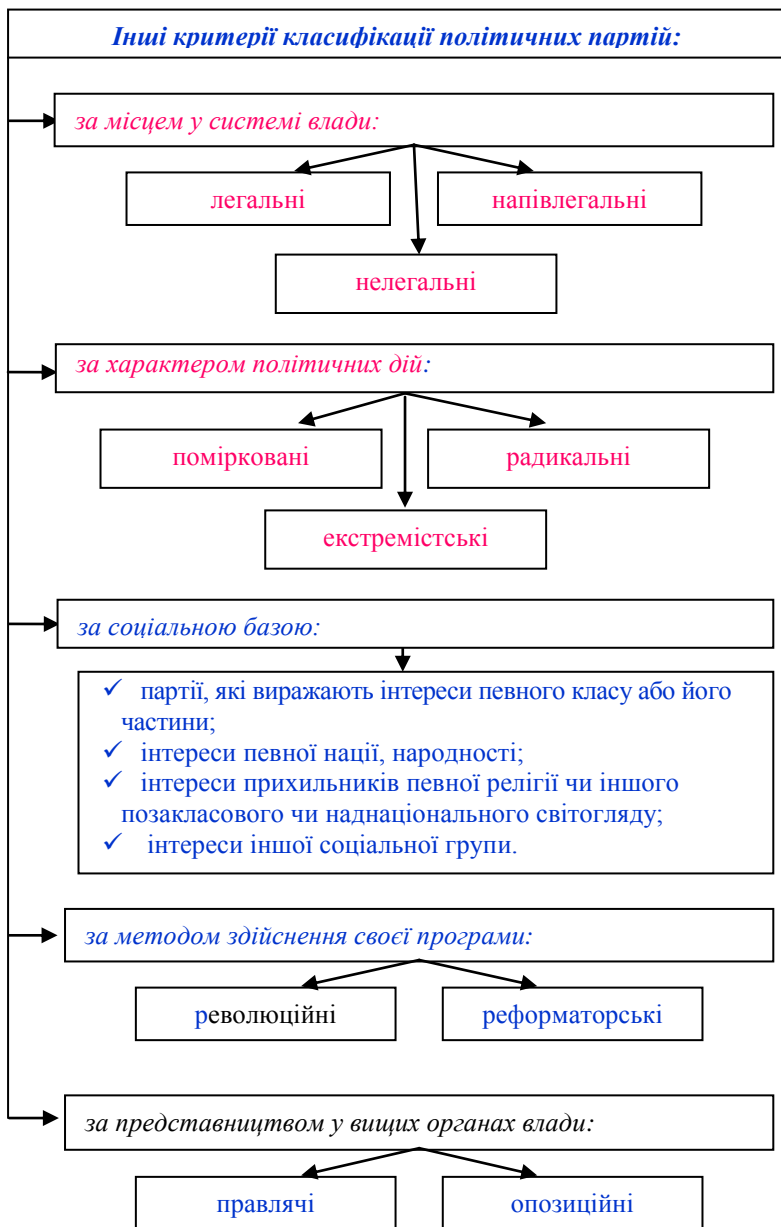 Інші критерії класифікації політичних партій:
за місцем у системі влади:
легальні
напівлегальні
нелегальні
за характером політичних дій:
помірковані
радикальні
екстремістські
за соціальною базою:
✓ партії, які виражають інтереси певного класу або його
частини;
✓ інтереси певної нації, народності;
✓ інтереси прихильників певної релігії чи іншого
позакласового чи наднаціонального світогляду;
✓ інтереси іншої соціальної групи.
за методом здійснення своєї програми:
революційні
реформаторські
за представництвом у вищих органах влади:
правлячі
опозиційні